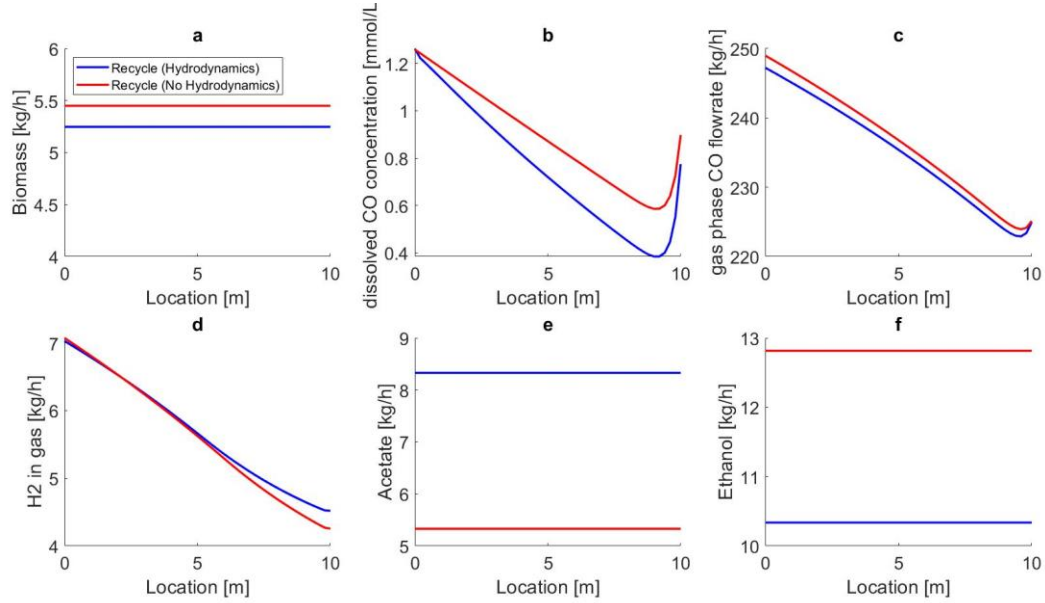 a
Biomass [kg/h]
6
5.5
5
4.5
4
Recycle (Hydrodynamics)
Recycle (No Hydrodynamics)
0 5 10
Location [m]
b
dissolved CO concentration [mmol/L]
1.2
1
0.8
0.6
0.4
0 5 10
Location [m]
c
gas phase CO flowrate [kg/h]
250
240
230
220
0 5 10
Location [m]
d
H2 in gas [kg/h]
7
6
5
4
0 5 10
Location [m]
e
Acetate [kg/h]
9
8
7
6
5
0 5 10
Location [m]
f
Ethanol [kg/h]
13
12
11
10
0 5 10
Location [m]